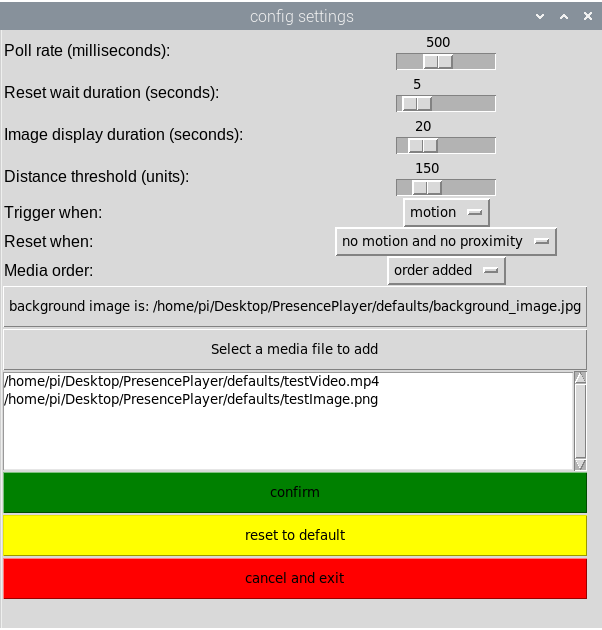 config settings
Poll rate (milliseconds):
500
Reset wait duration (seconds):
5
Image display duration (seconds):
20
Distance threshold (units):
150
Trigger when:
motion
Reset when:
no motion and no proximity
Media order:
order added
background image is: /home/pi/Desktop/PresencePlayer/defaults/background_image.jpg
Select a media file to add
/home/pi/Desktop/PresencePlayer/defaults/testVideo.mp4
/home/pi/Desktop/PresencePlayer/defaults/testImage.png
confirm
reset to default
cancel and exit